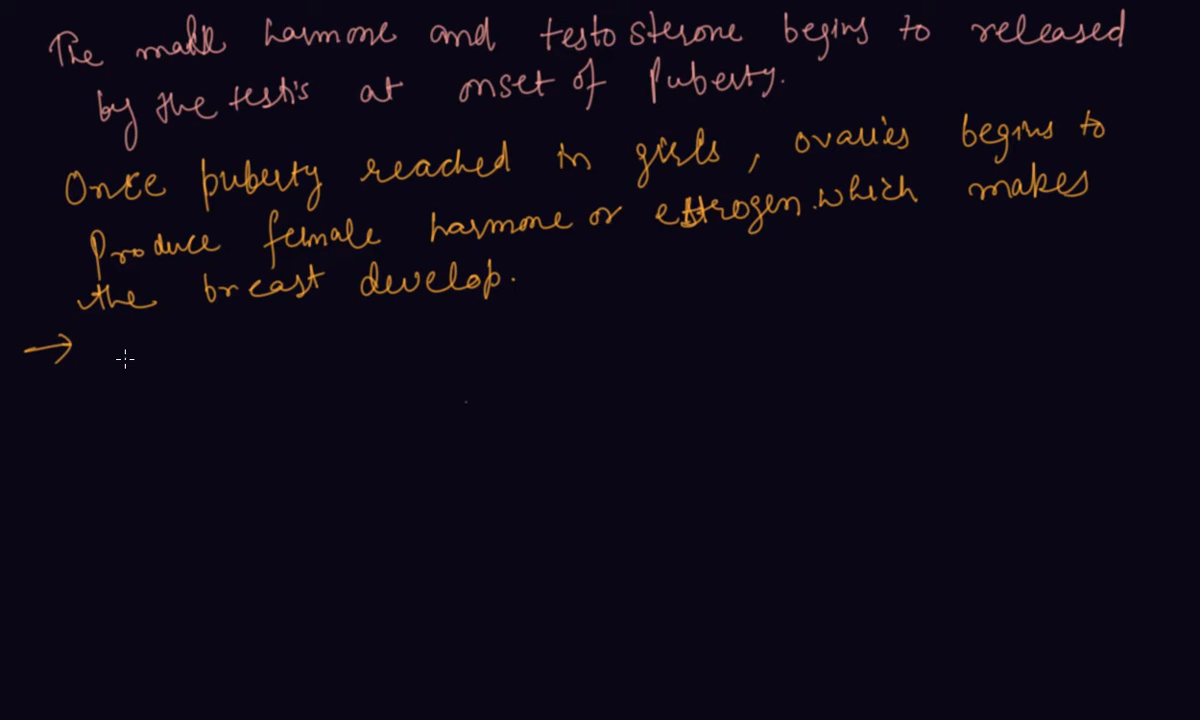 The male harmone and testosterone begins to released
by the testis at onset of Puberty.
Once puberty reached in girls, ovaries begins to
Produce female harmone or estrogen which makes
the breast develop.
→